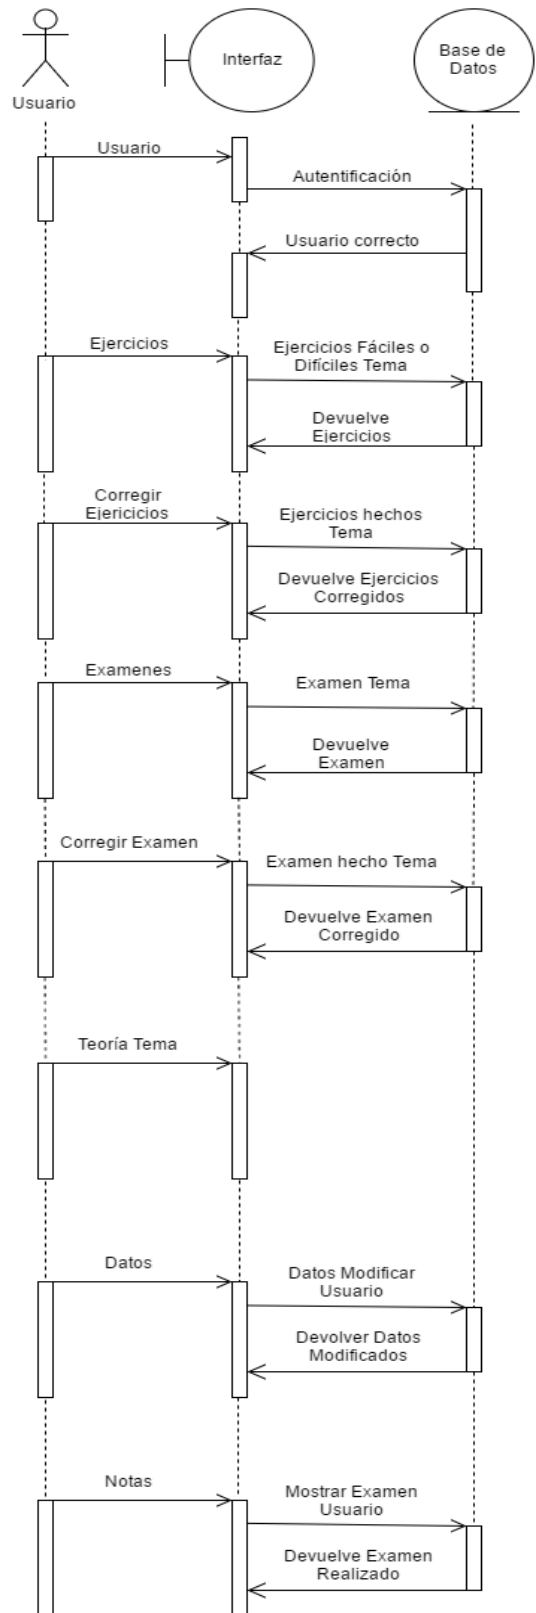 Usuario
Interfaz
Base de
Datos
Usuario
Autentificación
Usuario correcto
Ejercicios
Ejercicios Fáciles o
Difíciles Tema
Devuelve
Ejercicios
Corregir
Ejericicios
Ejercicios hechos
Tema
Devuelve Ejercicios
Corregidos
Examenes
Examen Tema
Devuelve
Examen
Corregir Examen
Examen hecho Tema
Devuelve Examen
Corregido
Teoría Tema
Datos
Datos Modificar
Usuario
Devolver Datos
Modificados
Notas
Mostrar Examen
Usuario
Devuelve Examen
Realizado